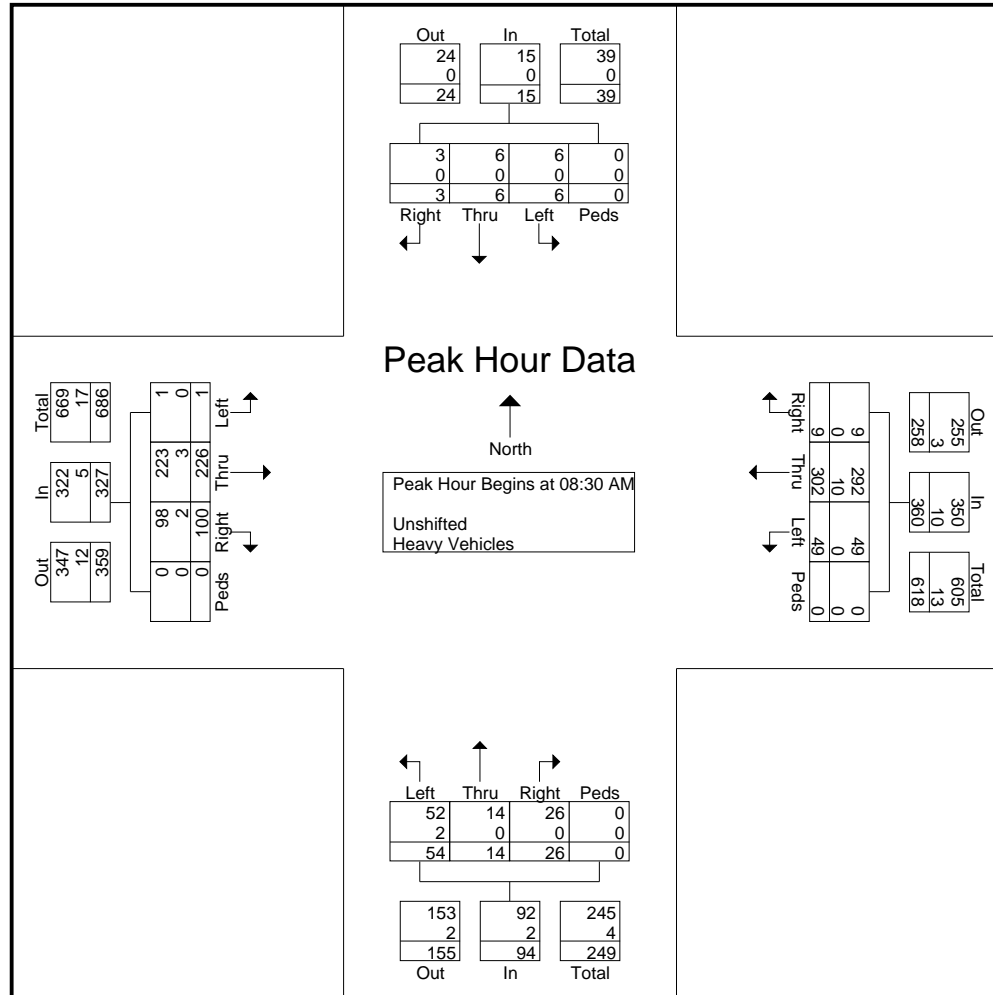 Out In Total
24 15 39
0 0 0
24 15 39
3 6 6 0
0 0 0 0
3 6 6 0
Right Thru Left Peds
Peak Hour Data
North
Peak Hour Begins at 08:30 AM
Unshifted
Heavy Vehicles
Left Thru Right Peds
1 223 98 0
0 3 2 0
1 226 100 0
Out In Total
347 322 669
12 5 17
359 327 686
Right Thru Left Peds
9 292 49 0
0 10 0 0
9 302 49 0
Out In Total
255 350 605
3 10 13
258 360 618
Left Thru Right Peds
52 14 26 0
2 0 0 0
54 14 26 0
153 92 245
2 2 4
155 94 249
Out In Total